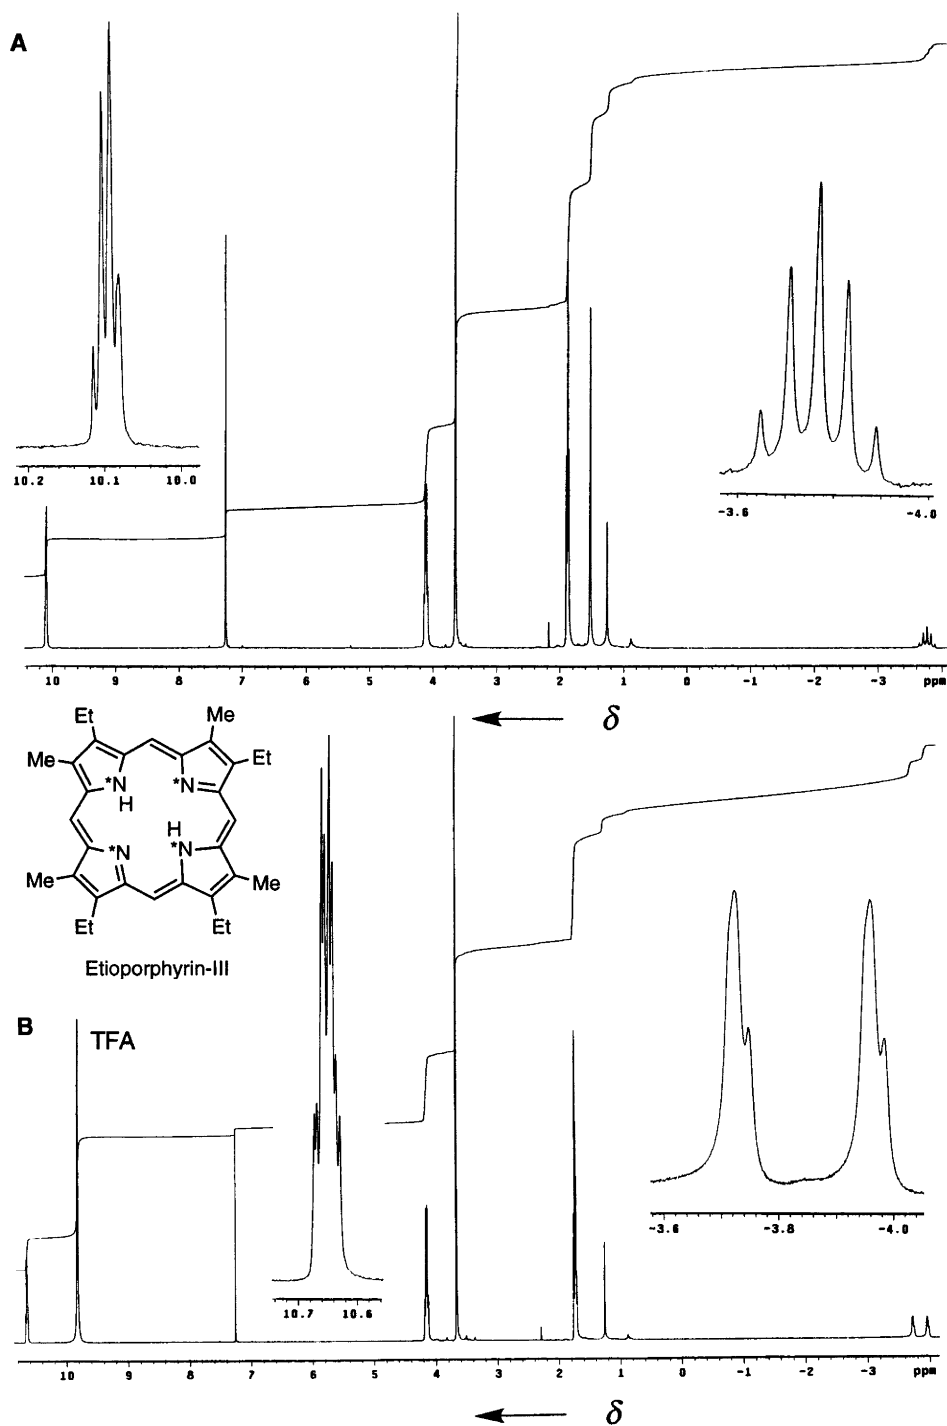 A
10.2 10.1 10.0
-3.6 -4.0
10 9 8 7 6 5 4 3 2 1 0 -1 -2 -3 ppm
δ
Et Me
Me Et
*N *N
H
H
*N *N
Me Me
Et Et
Etioporphyrin-III
B
TFA
10.7 10.6
-3.6 -3.8 -4.0
10 9 8 7 6 5 4 3 2 1 0 -1 -2 -3 ppm
δ